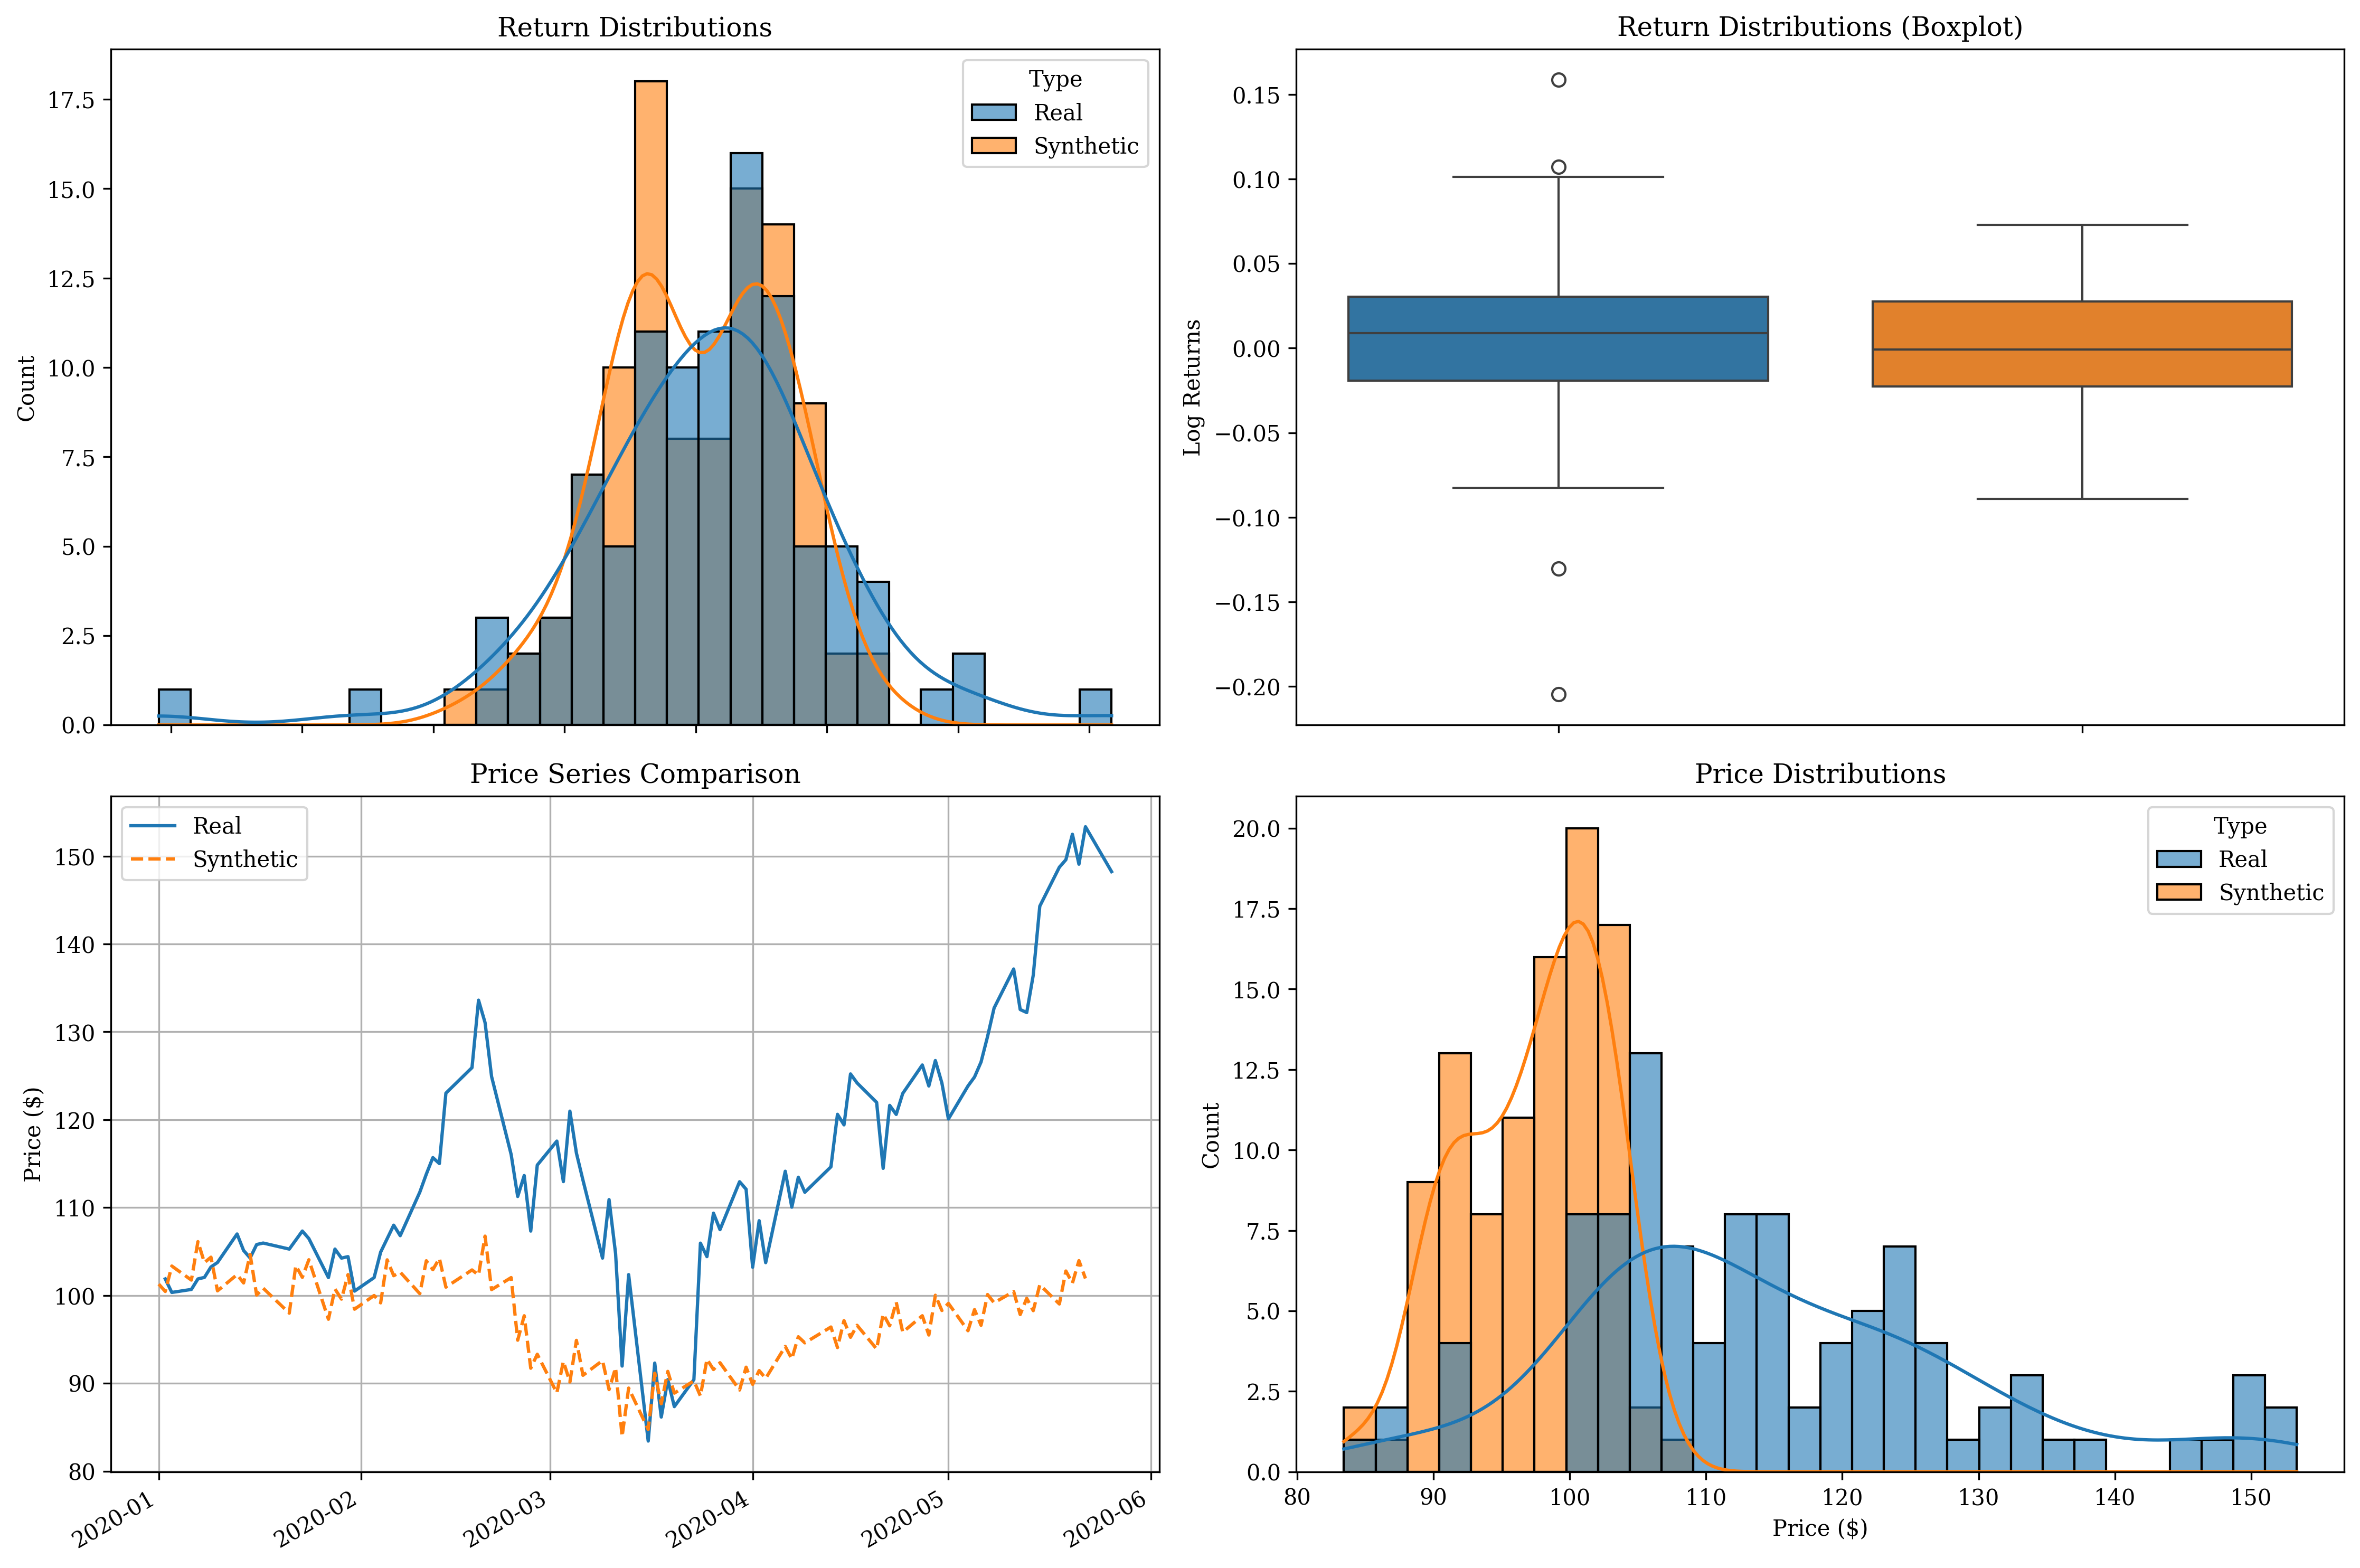 Return Distributions
Count
17.5
15.0
12.5
10.0
7.5
5.0
2.5
0.0
Type
Real
Synthetic
Return Distributions (Boxplot)
Log Returns
0.15
0.10
0.05
0.00
−0.05
−0.10
−0.15
−0.20
Price Series Comparison
Price ($)
150
140
130
120
110
100
90
80
Real
Synthetic
2020-01
2020-02
2020-03
2020-04
2020-05
2020-06
Price Distributions
Count
20.0
17.5
15.0
12.5
10.0
7.5
5.0
2.5
0.0
Type
Real
Synthetic
80 90 100 110 120 130 140 150
Price ($)